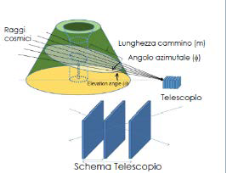 Raggi
cosmici
Lunghezza cammino (m)
Angolo azimutale (ϕ)
Elevation angle
Telescopio
Schema Telescopio